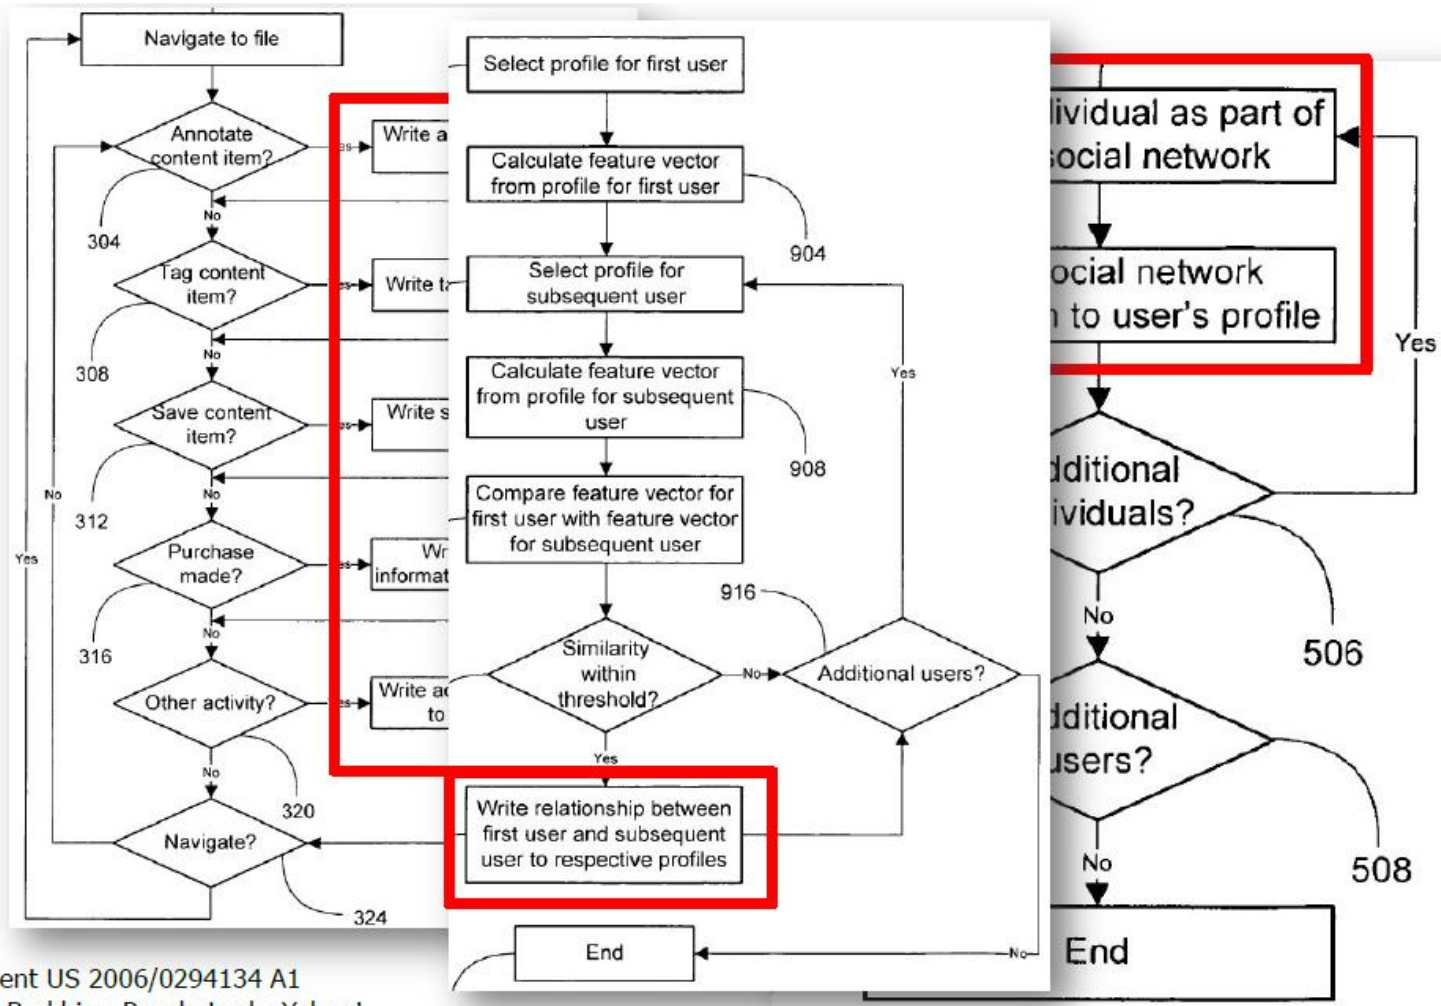 Navigate to file
Annotate
content item?
Yes
Write a
304
No
Tag content
item?
Write t
308
No
Save content
item?
Write s
312
No
No
Purchase
made?
Wr
informat
Yes
316
No
Other activity?
Write ac
to
No
320
Navigate?
324
Select profile for first user
Calculate feature vector
from profile for first user
904
Select profile for
subsequent user
Calculate feature vector
from profile for subsequent
user
Yes
908
Compare feature vector for
first user with feature vector
for subsequent user
916
Similarity
within
threshold?
No
Additional users?
Yes
Write relationship between
first user and subsequent
user to respective profiles
End
No
ividual as part of
social network
ocial network
n to user's profile
Yes
dditional
ividuals?
506
No
dditional
users?
508
No
End
ent US 2006/0294134 A1